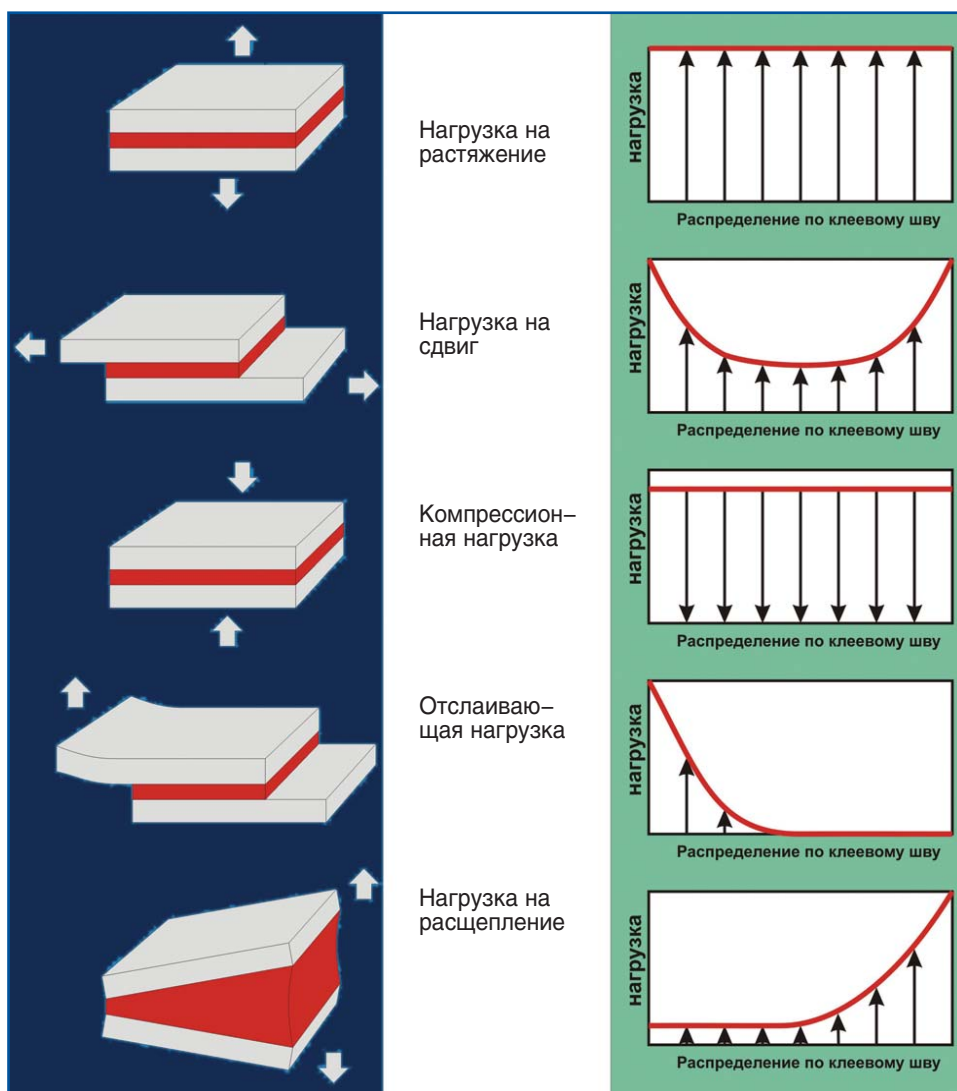 Нагрузка на
растяжение
нагрузка
Распределение по клеевому шву
Нагрузка на
сдвиг
нагрузка
Распределение по клеевому шву
Компрессион–
ная нагрузка
нагрузка
Распределение по клеевому шву
Отслаиваю–
щая нагрузка
нагрузка
Распределение по клеевому шву
Нагрузка на
расщепление
нагрузка
Распределение по клеевому шву